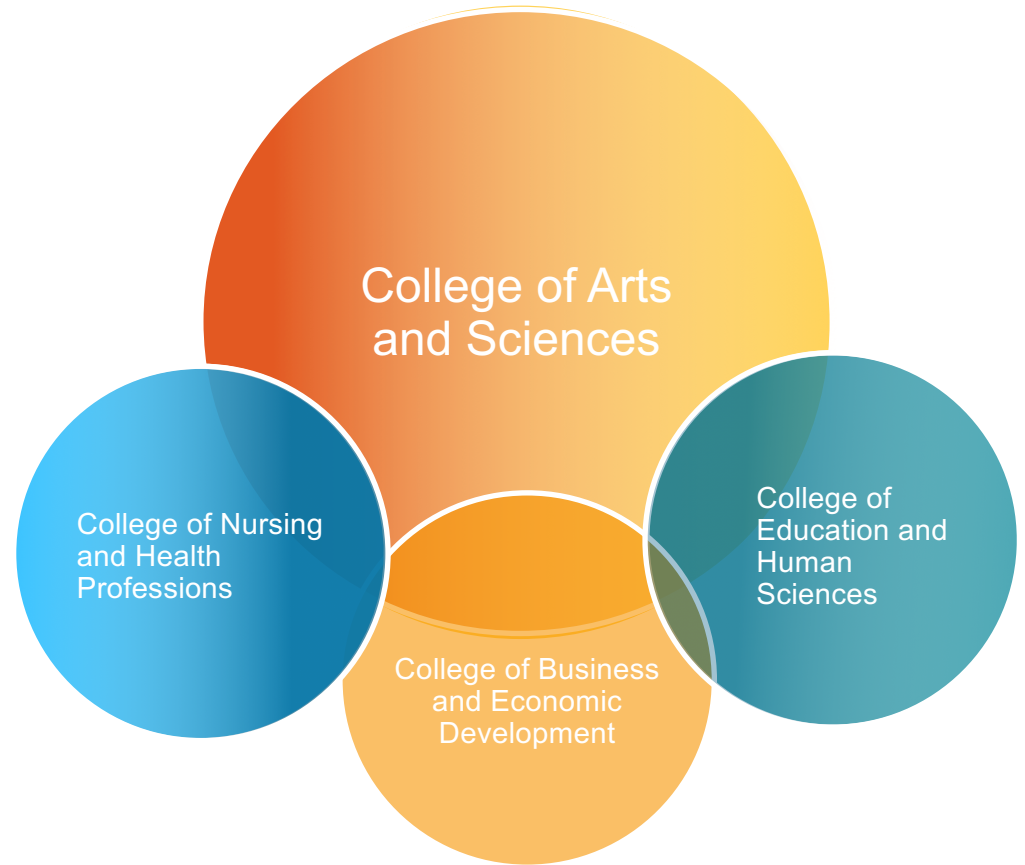 College of Arts
and Sciences
College of Nursing
and Health
Professions
College of
Education and
Human
Sciences
College of Business
and Economic
Development